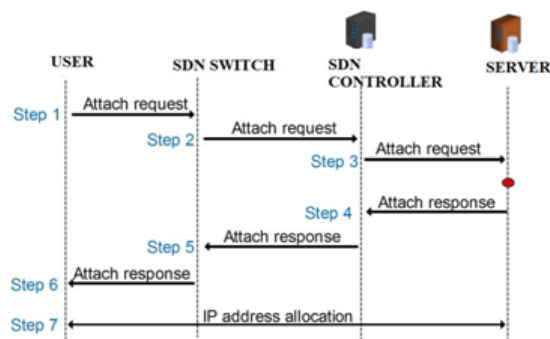 USER
SDN SWITCH
SDN
CONTROLLER
SERVER
Step 1
Attach request
Step 2
Attach request
Step 3
Attach request
Step 4
Attach response
Step 5
Attach response
Step 6
Attach response
Step 7
IP address allocation